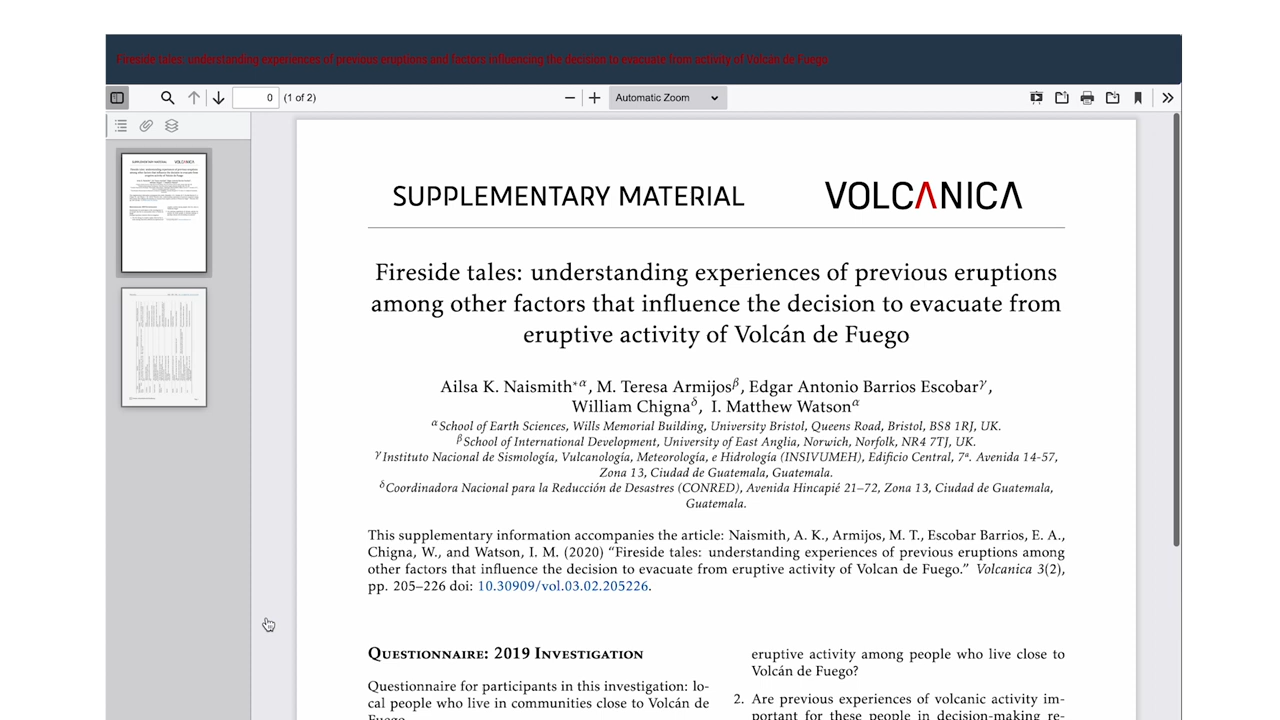 Fireside tales: understanding experiences of previous eruptions and factors influencing the decision to evacuate from activity of Volcán de Fuego
0 (1 of 2)
Automatic Zoom
SUPPLEMENTARY MATERIAL
VOLCANICA
Fireside tales: understanding experiences of previous eruptions
among other factors that influence the decision to evacuate from
eruptive activity of Volcán de Fuego
Ailsa K. Naismith*α, M. Teresa Armijosβ, Edgar Antonio Barrios Escobarγ,
William Chignaδ, I. Matthew Watsonα
αSchool of Earth Sciences, Wills Memorial Building, University Bristol, Queens Road, Bristol, BS8 1RJ, UK.
βSchool of International Development, University of East Anglia, Norwich, Norfolk, NR4 7TJ, UK.
γInstituto Nacional de Sismología, Vulcanología, Meteorología, e Hidrología (INSIVUMEH), Edificio Central, 7ª. Avenida 14-57,
Zona 13, Ciudad de Guatemala, Guatemala.
δCoordinadora Nacional para la Reducción de Desastres (CONRED), Avenida Hincapié 21–72, Zona 13, Ciudad de Guatemala,
Guatemala.
This supplementary information accompanies the article: Naismith, A. K., Armijos, M. T., Escobar Barrios, E. A.,
Chigna, W., and Watson, I. M. (2020) “Fireside tales: understanding experiences of previous eruptions among
other factors that influence the decision to evacuate from eruptive activity of Volcan de Fuego.” Volcanica 3(2),
pp. 205–226 doi: 10.30909/vol.03.02.205226.
QUESTIONNAIRE: 2019 INVESTIGATION
Questionnaire for participants in this investigation: lo-
cal people who live in communities close to Volcán de
Fuego.
eruptive activity among people who live close to
Volcán de Fuego?
2. Are previous experiences of volcanic activity im-
portant for these people in decision-making re-